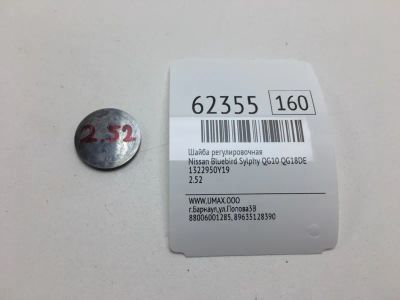 2.52
62355 160
Шайба регулировочная
Nissan Bluebird Sylphy QG10 QG18DE
1322950Y19
2.52
WWW.UMAX.OOO
г.Барнаул,ул.Попова3В
88006001285, 89635128390